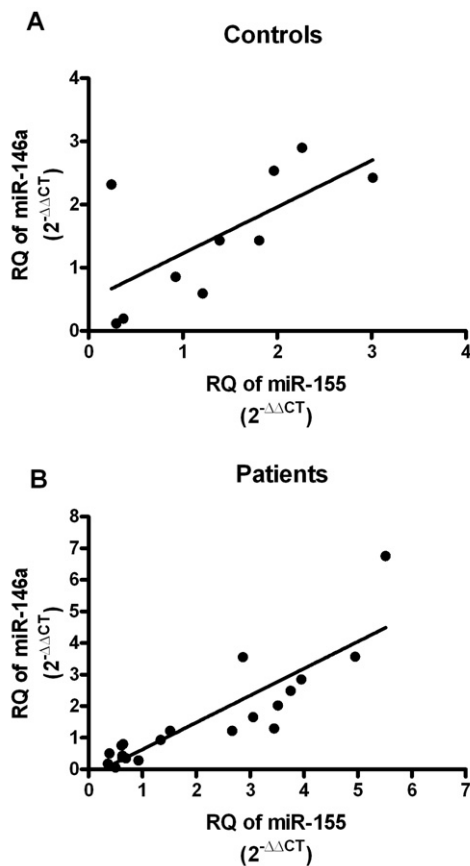 A
Controls
RQ of miR-146a
(2^-ΔΔCT)
4
3
2
1
0
0 1 2 3 4
RQ of miR-155
(2^-ΔΔCT)
B
Patients
RQ of miR-146a
(2^-ΔΔCT)
8
7
6
5
4
3
2
1
0
0 1 2 3 4 5 6 7
RQ of miR-155
(2^-ΔΔCT)